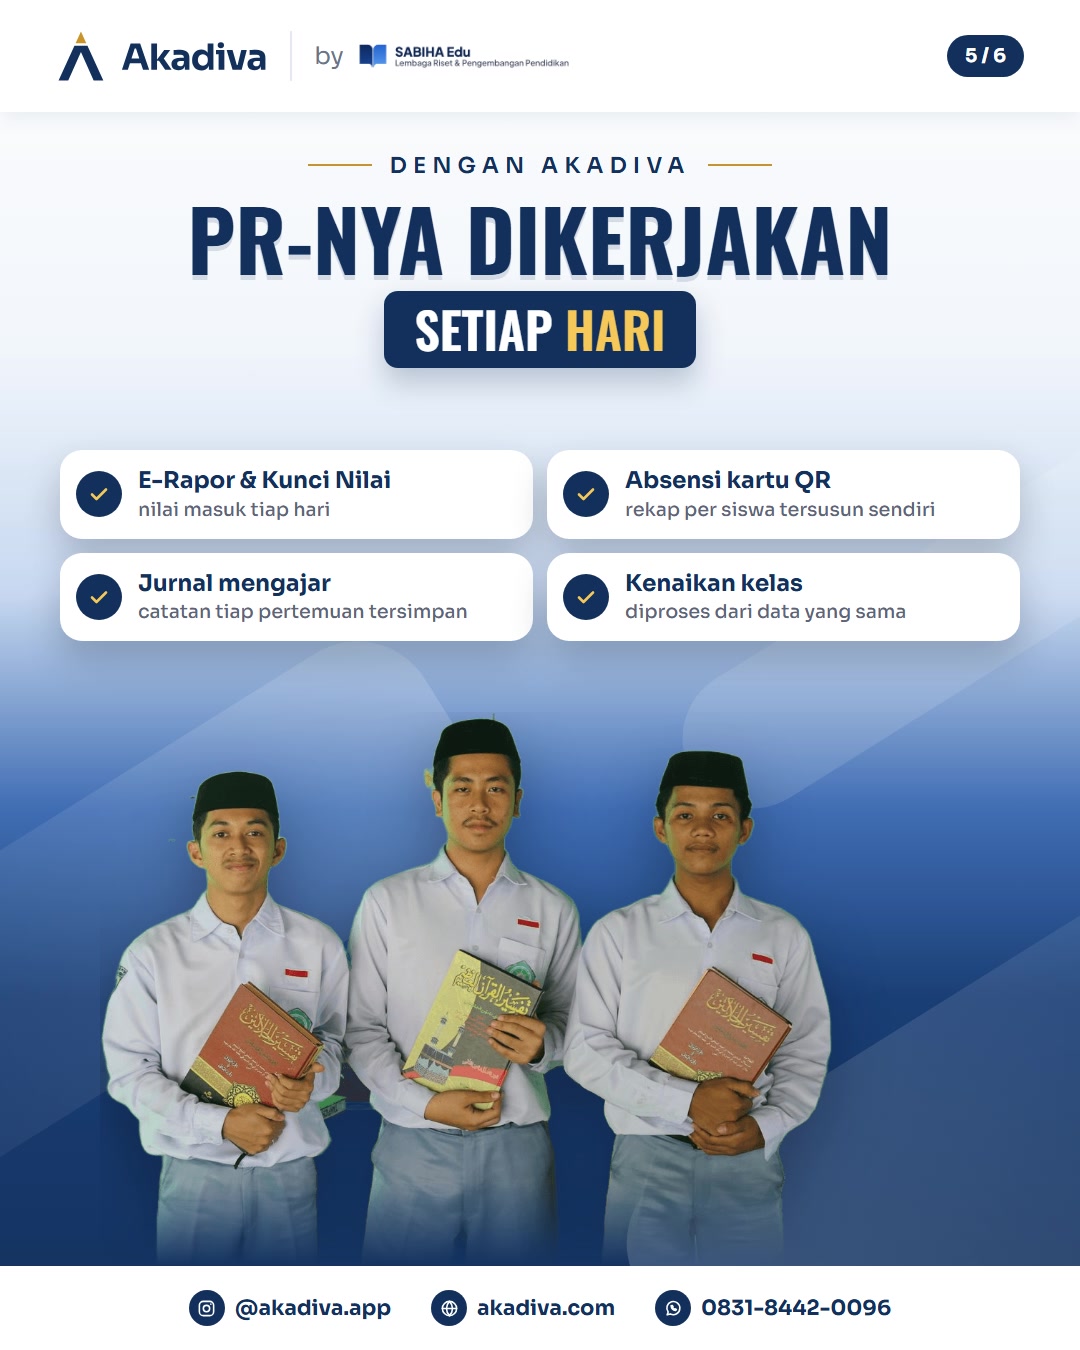 Akadiva
by
SABIHA Edu
Lembaga Riset & Pengembangan Pendidikan
5 / 6
DENGAN AKADIVA
PR-NYA DIKERJAKAN
SETIAP HARI
E-Rapor & Kunci Nilai
nilai masuk tiap hari
Absensi kartu QR
rekap per siswa tersusun sendiri
Jurnal mengajar
catatan tiap pertemuan tersimpan
Kenaikan kelas
diproses dari data yang sama
@akadiva.app
akadiva.com
0831-8442-0096